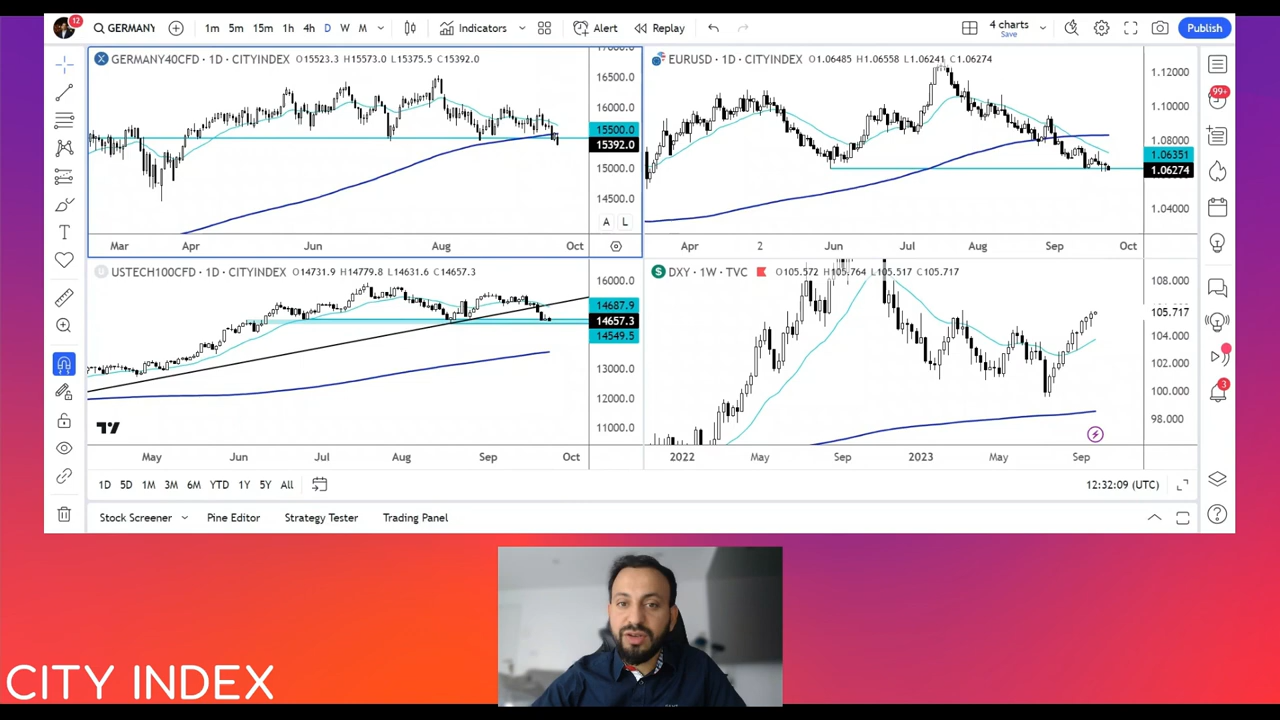 12 GERMANY 1m 5m 15m 1h 4h D W M Indicators Alert Replay 4 charts Save Publish
GERMANY40CFD · 1D · CITYINDEX O15523.3 H15573.0 L15375.5 C15392.0
16500.0
16000.0
15500.0
15392.0
15000.0
14500.0
A L
Mar Apr Jun Aug Oct
EURUSD · 1D · CITYINDEX O1.06485 H1.06558 L1.06241 C1.06274
1.12000
1.10000
1.08000
1.06351
1.06274
1.04000
Apr 2 Jun Jul Aug Sep Oct
USTECH100CFD · 1D · CITYINDEX O14731.9 H14779.8 L14631.6 C14657.3
16000.0
14687.9
14657.3
14549.5
13000.0
12000.0
11000.0
May Jun Jul Aug Sep Oct
DXY · 1W · TVC O105.572 H105.764 L105.517 C105.717
108.000
105.717
104.000
102.000
100.000
98.000
2022 May Sep 2023 May Sep
99+
3
1D 5D 1M 3M 6M YTD 1Y 5Y All 12:32:09 (UTC)
Stock Screener Pine Editor Strategy Tester Trading Panel
CITY INDEX